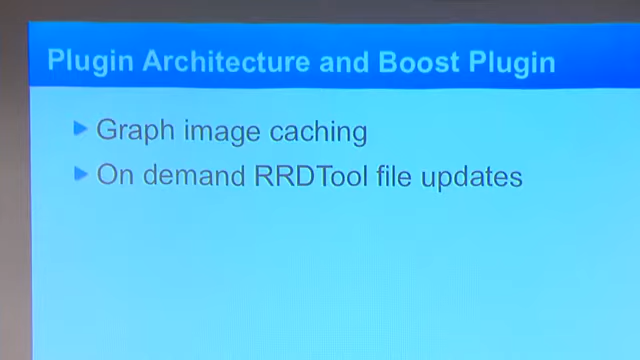 Plugin Architecture and Boost Plugin
Graph image caching
On demand RRDTool file updates